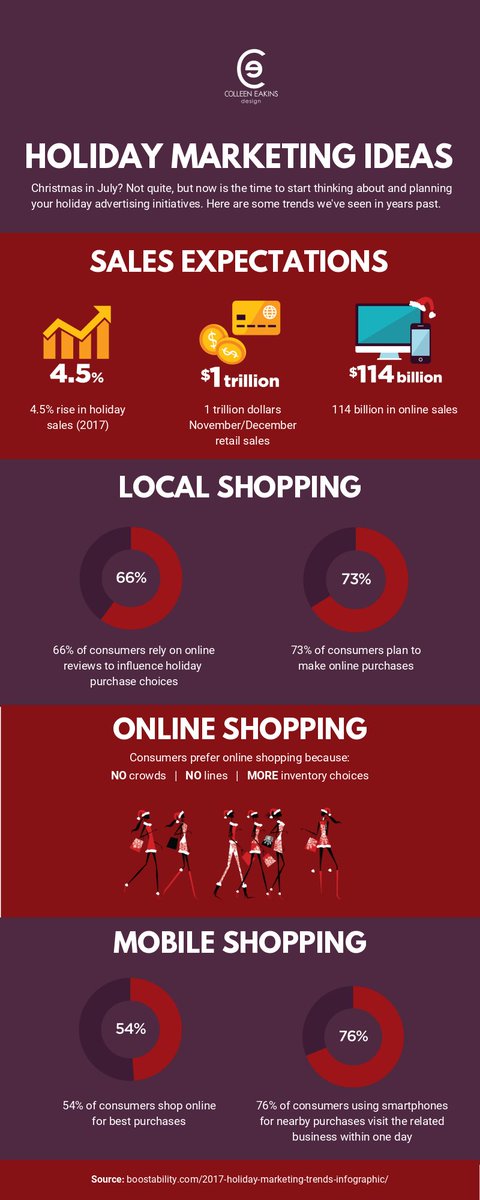 COLLEEN EAKINS
design
HOLIDAY MARKETING IDEAS
Christmas in July? Not quite, but now is the time to start thinking about and planning
your holiday advertising initiatives. Here are some trends we've seen in years past.
SALES EXPECTATIONS
4.5%
4.5% rise in holiday
sales (2017)
$1 trillion
1 trillion dollars
November/December
retail sales
$114 billion
114 billion in online sales
LOCAL SHOPPING
66%
66% of consumers rely on online
reviews to influence holiday
purchase choices
73%
73% of consumers plan to
make online purchases
ONLINE SHOPPING
Consumers prefer online shopping because:
NO crowds | NO lines | MORE inventory choices
MOBILE SHOPPING
54%
54% of consumers shop online
for best purchases
76%
76% of consumers using smartphones
for nearby purchases visit the related
business within one day
Source: boostability.com/2017-holiday-marketing-trends-infographic/